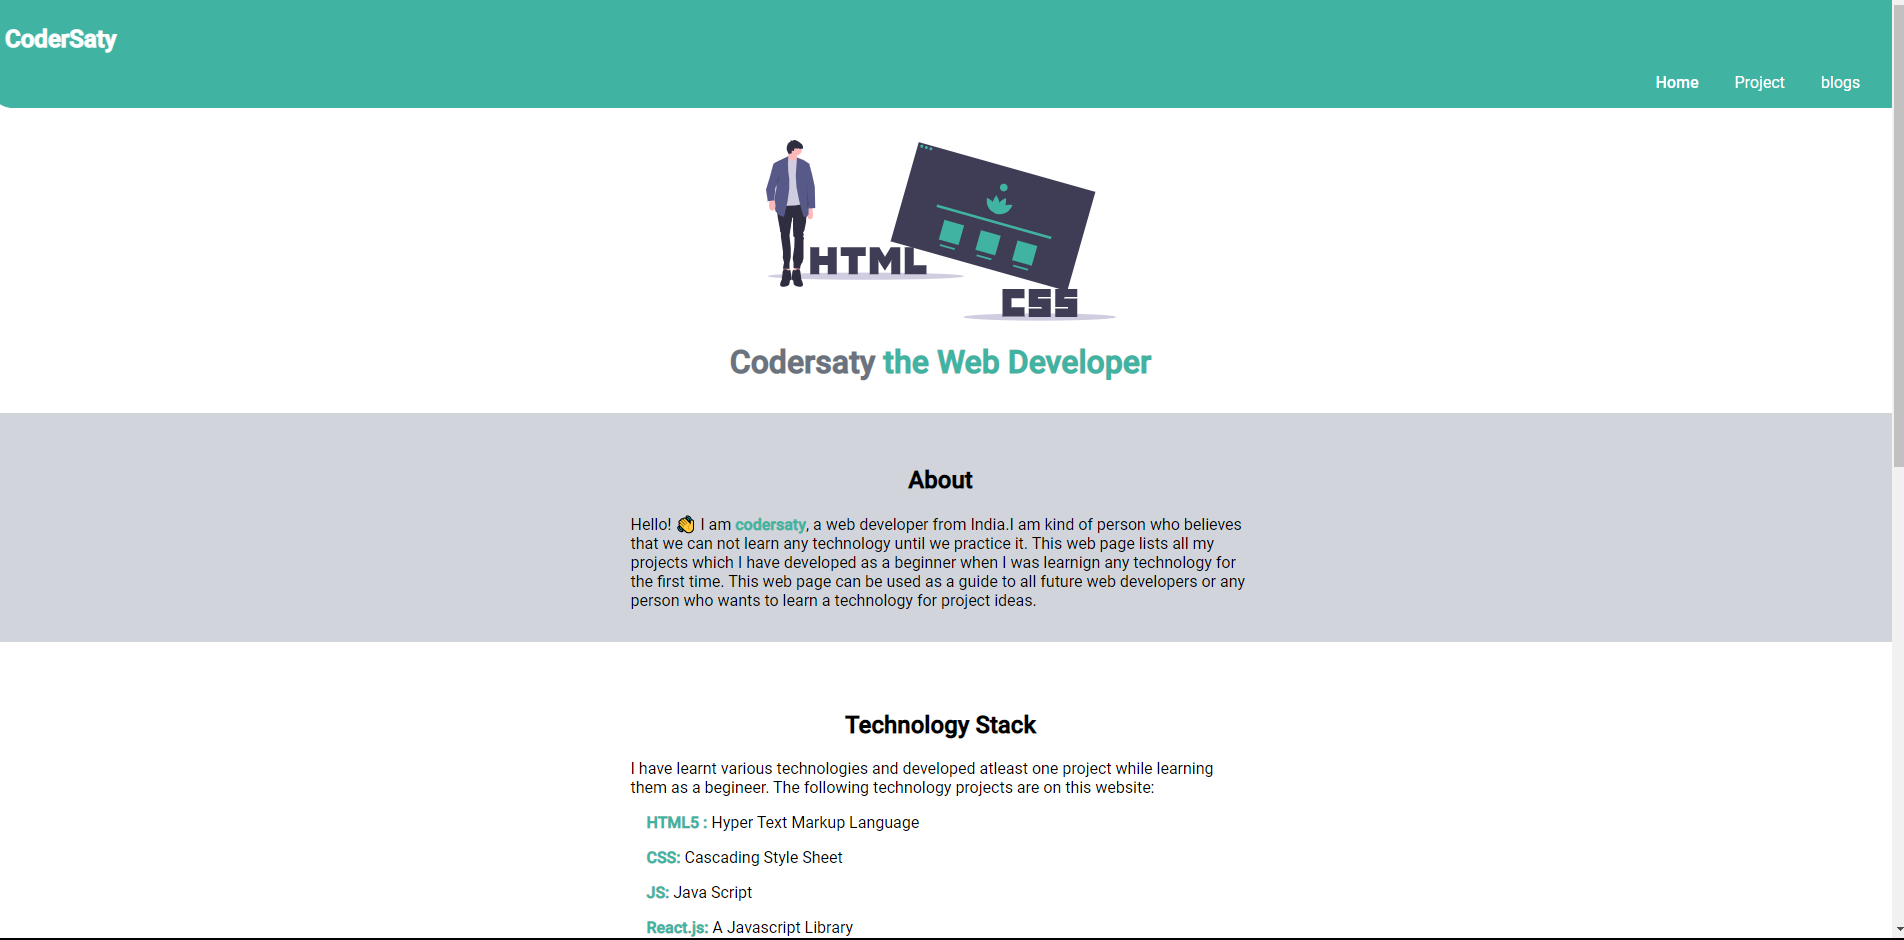 CoderSaty
Home Project blogs
HTML
CSS
Codersaty the Web Developer
About
Hello! 👋 I am codersaty, a web developer from India.I am kind of person who believes
that we can not learn any technology until we practice it. This web page lists all my
projects which I have developed as a beginner when I was learnign any technology for
the first time. This web page can be used as a guide to all future web developers or any
person who wants to learn a technology for project ideas.
Technology Stack
I have learnt various technologies and developed atleast one project while learning
them as a begineer. The following technology projects are on this website:
HTML5 : Hyper Text Markup Language
CSS: Cascading Style Sheet
JS: Java Script
React.js: A Javascript Library